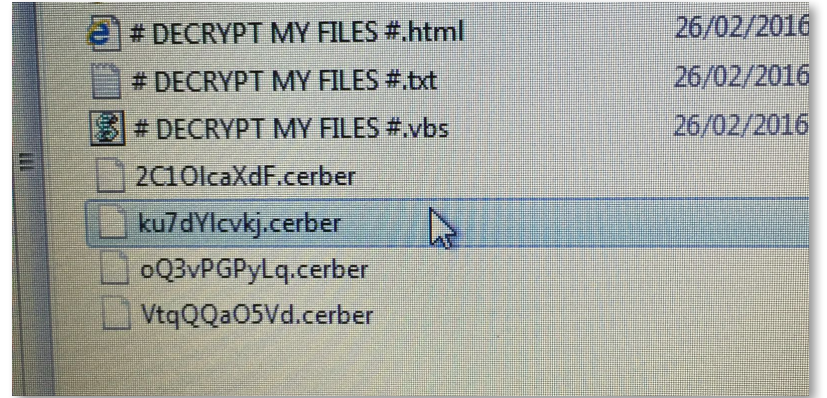 # DECRYPT MY FILES #.html 26/02/2016
# DECRYPT MY FILES #.txt 26/02/2016
# DECRYPT MY FILES #.vbs 26/02/2016
2C1OlcaXdF.cerber
ku7dYlcvkj.cerber
oQ3vPGPyLq.cerber
VtqQQaO5Vd.cerber